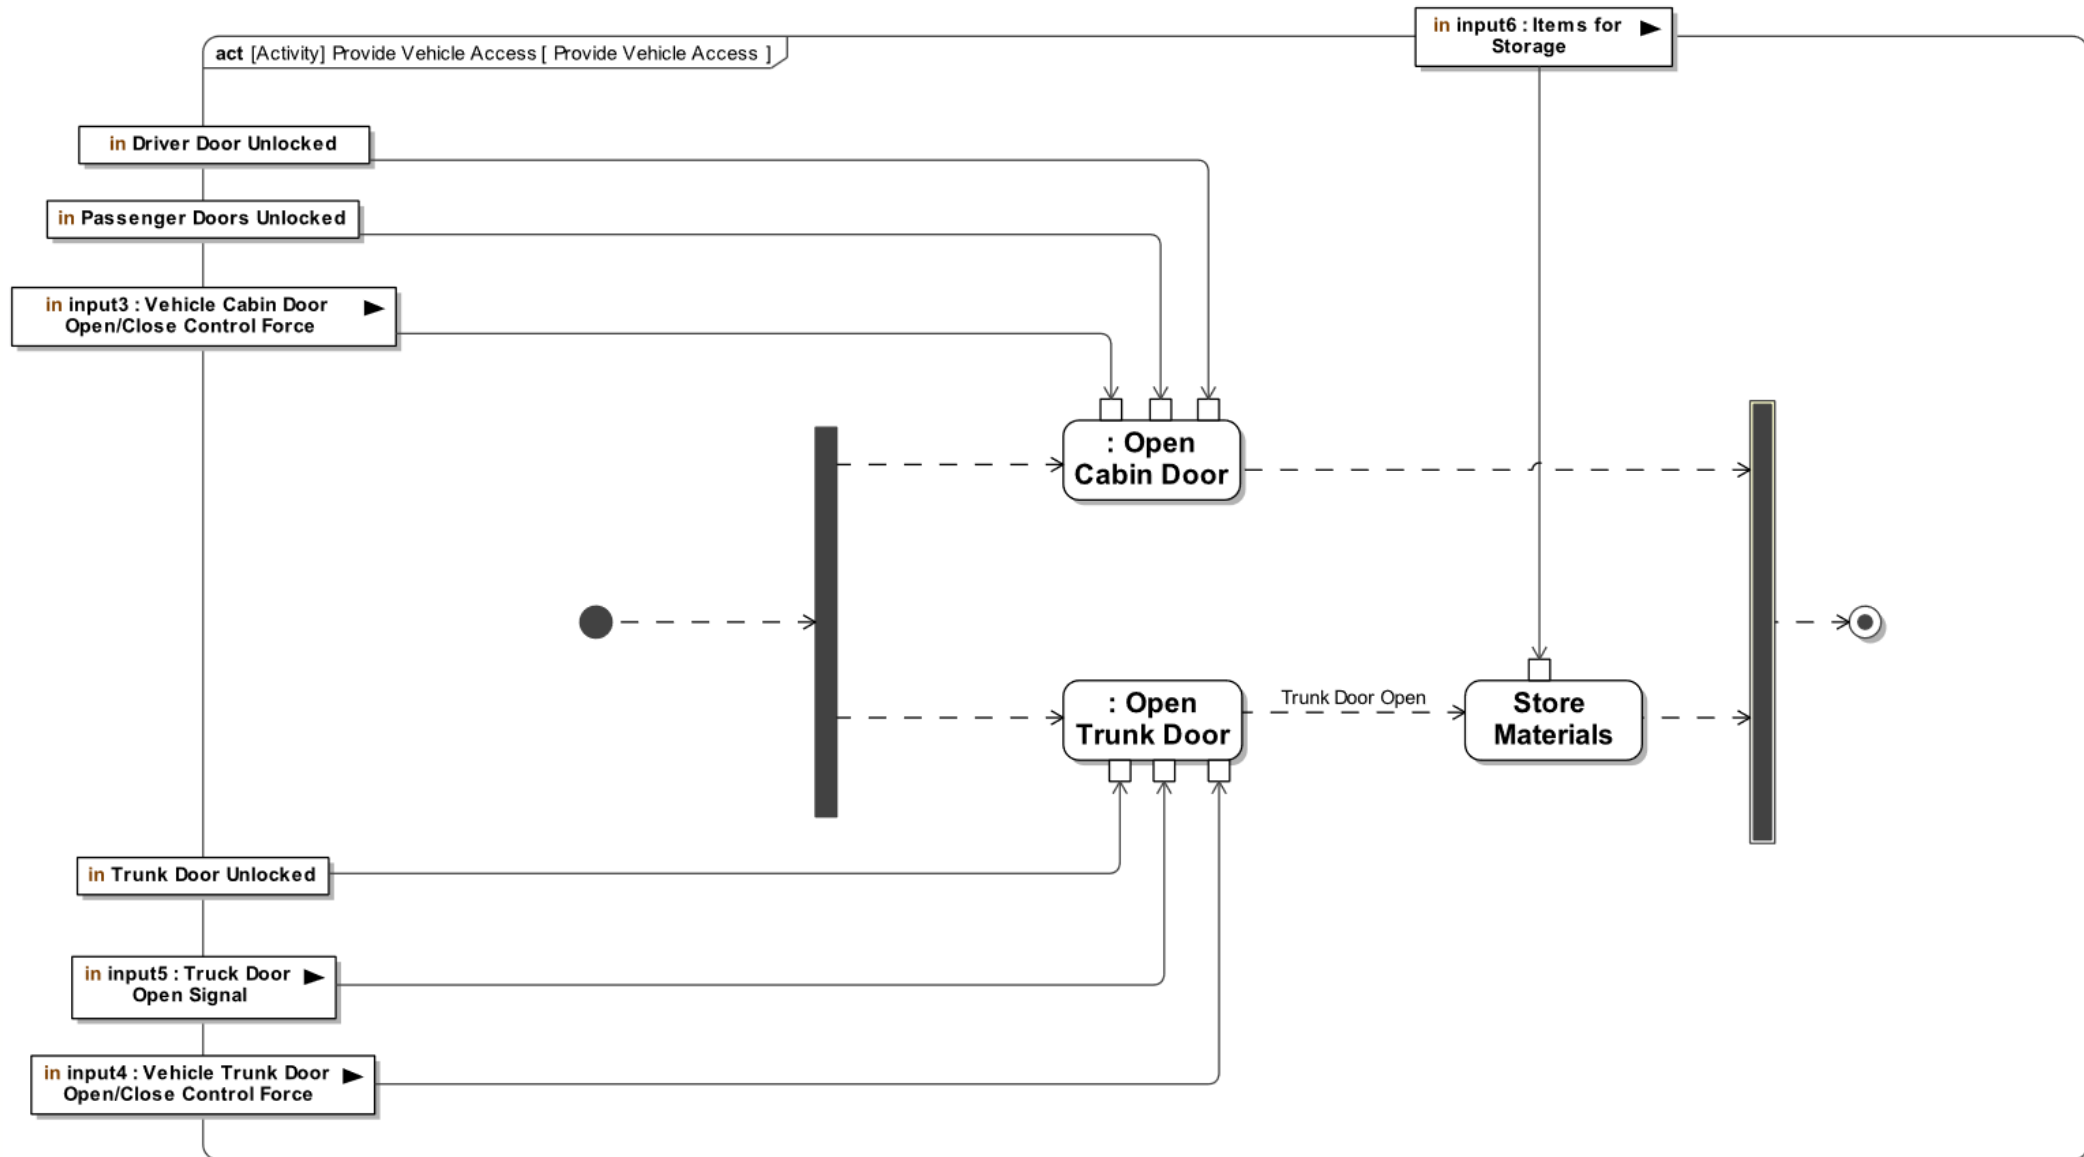 in input6 : Items for
Storage
act [Activity] Provide Vehicle Access [ Provide Vehicle Access ]
in Driver Door Unlocked
in Passenger Doors Unlocked
in input3 : Vehicle Cabin Door
Open/Close Control Force
: Open
Cabin Door
: Open
Trunk Door
Trunk Door Open
Store
Materials
in Trunk Door Unlocked
in input5 : Truck Door
Open Signal
in input4 : Vehicle Trunk Door
Open/Close Control Force